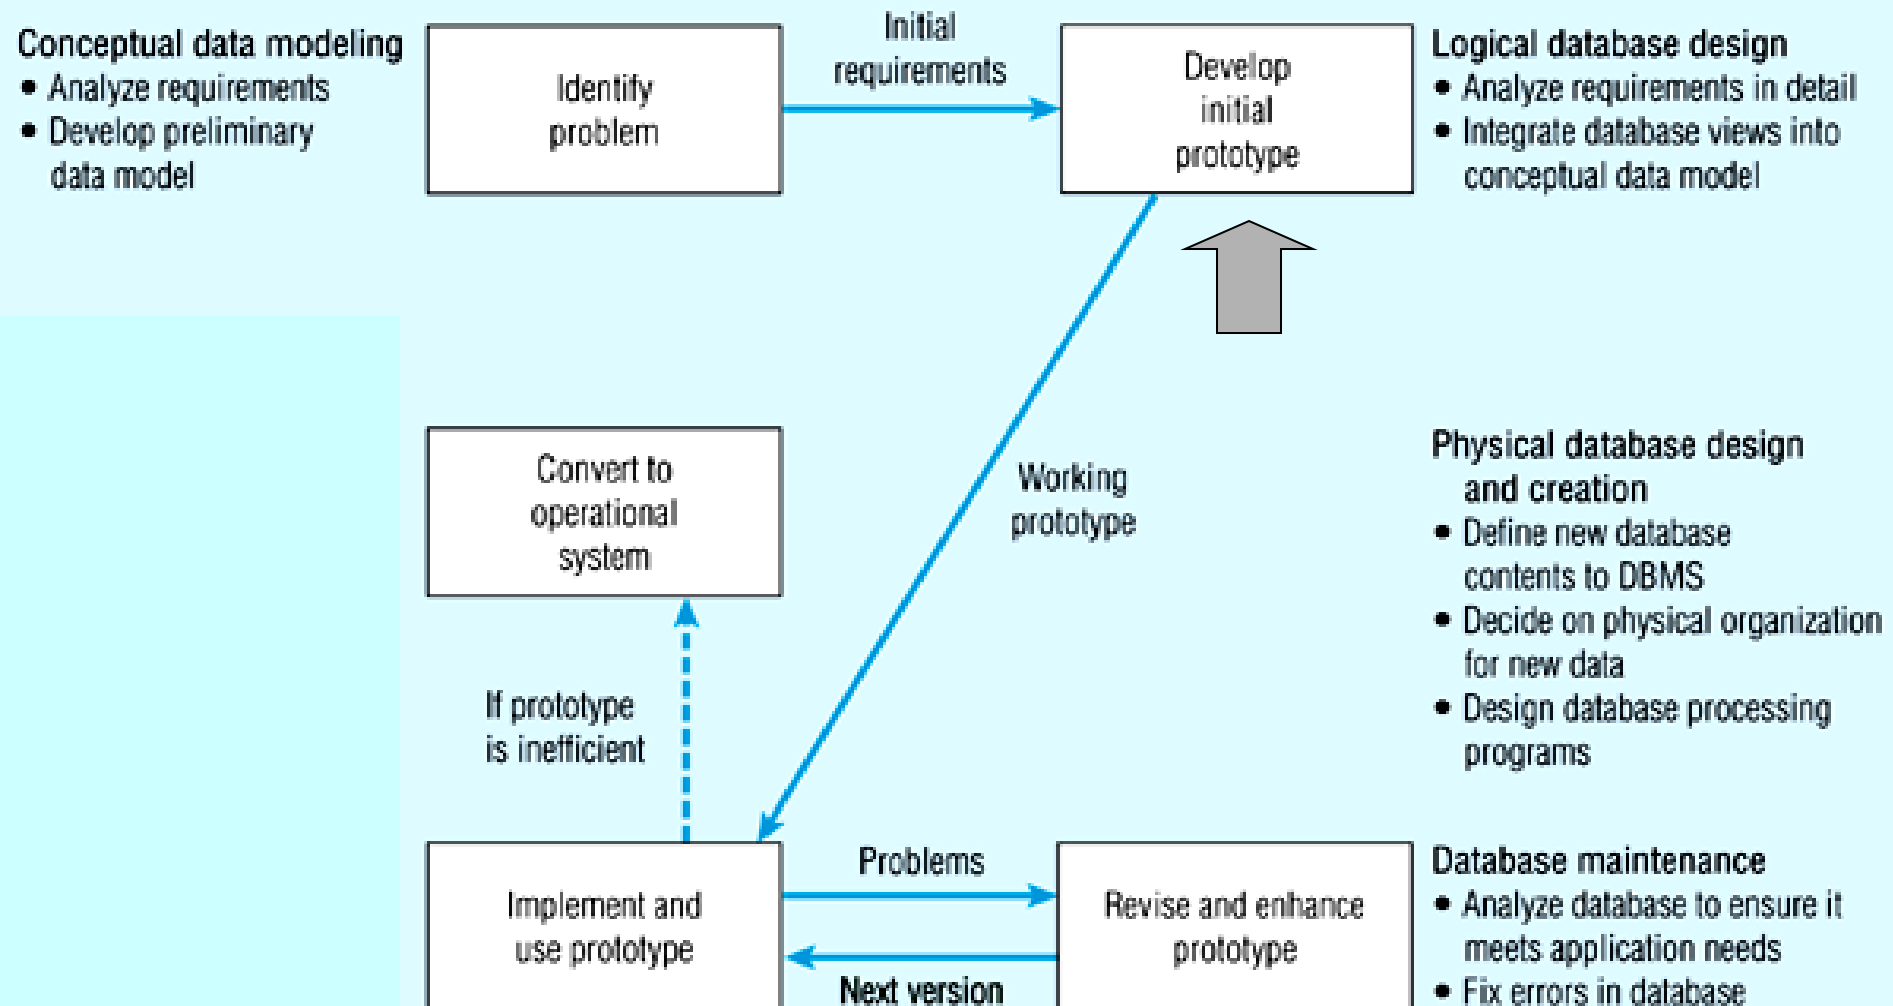 Conceptual data modeling
• Analyze requirements
• Develop preliminary
data model
Identify
problem
Initial
requirements
Develop
initial
prototype
Logical database design
• Analyze requirements in detail
• Integrate database views into
conceptual data model
Convert to
operational
system
Working
prototype
Physical database design
and creation
• Define new database
contents to DBMS
• Decide on physical organization
for new data
• Design database processing
programs
If prototype
is inefficient
Implement and
use prototype
Problems
Next version
Revise and enhance
prototype
Database maintenance
• Analyze database to ensure it
meets application needs
• Fix errors in database